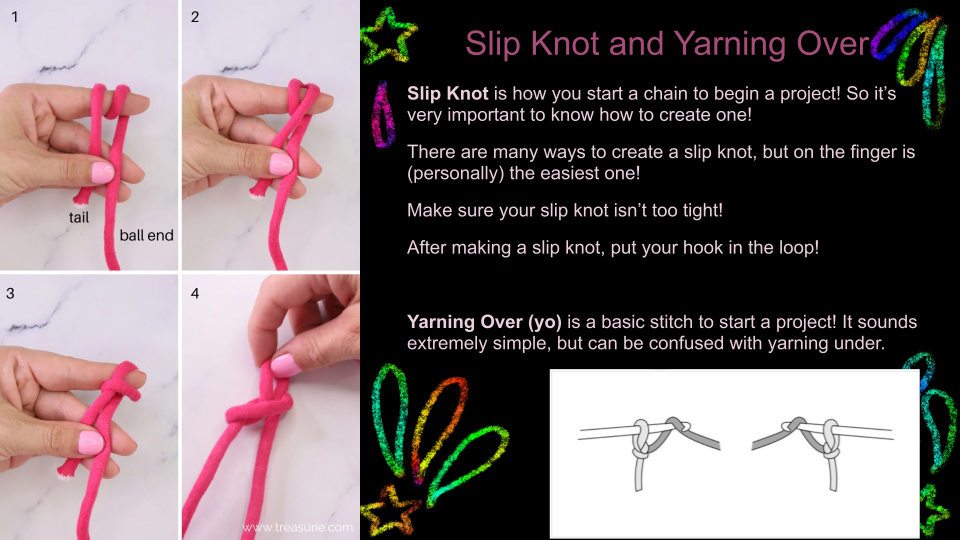 1
2
tail
ball end
3
4
www.treasurie.com
Slip Knot and Yarning Over
Slip Knot is how you start a chain to begin a project! So it’s
very important to know how to create one!
There are many ways to create a slip knot, but on the finger is
(personally) the easiest one!
Make sure your slip knot isn’t too tight!
After making a slip knot, put your hook in the loop!
Yarning Over (yo) is a basic stitch to start a project! It sounds
extremely simple, but can be confused with yarning under.